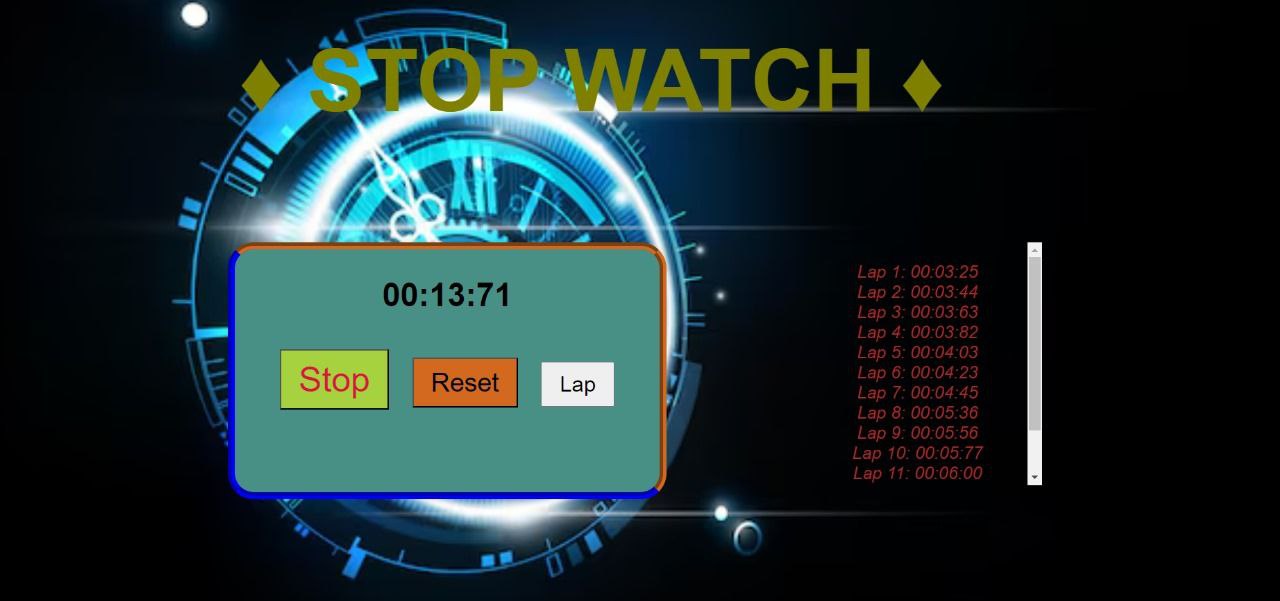 ♦ STOP WATCH ♦
00:13:71
Stop Reset Lap
Lap 1: 00:03:25
Lap 2: 00:03:44
Lap 3: 00:03:63
Lap 4: 00:03:82
Lap 5: 00:04:03
Lap 6: 00:04:23
Lap 7: 00:04:45
Lap 8: 00:05:36
Lap 9: 00:05:56
Lap 10: 00:05:77
Lap 11: 00:06:00